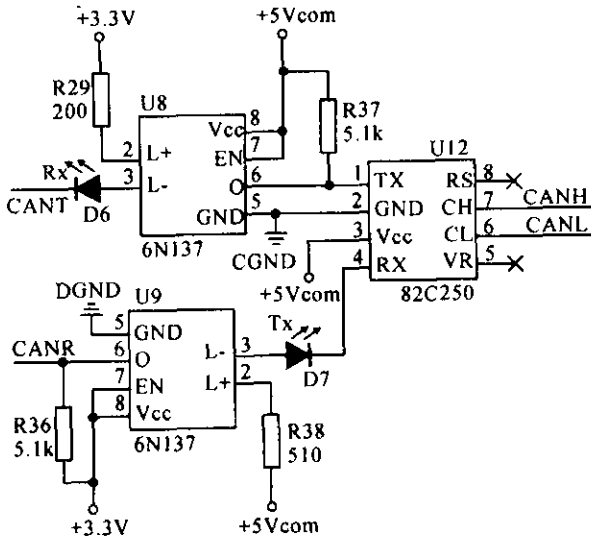 +3.3V
+5Vcom
R29
200
U8
8
Vcc
7
EN
R37
5.1k
U12
2
L+
Rx
3
L-
6
O
1
TX
RS
8
CANT
D6
5
GND
2
GND
CH
7
CANH
6N137
3
Vcc
CL
6
CANL
CGND
4
RX
VR
5
+5Vcom
82C250
DGND
U9
5
GND
Tx
CANR
6
O
L-
3
7
EN
L+
2
D7
R36
5.1k
8
Vcc
6N137
R38
510
+3.3V
+5Vcom